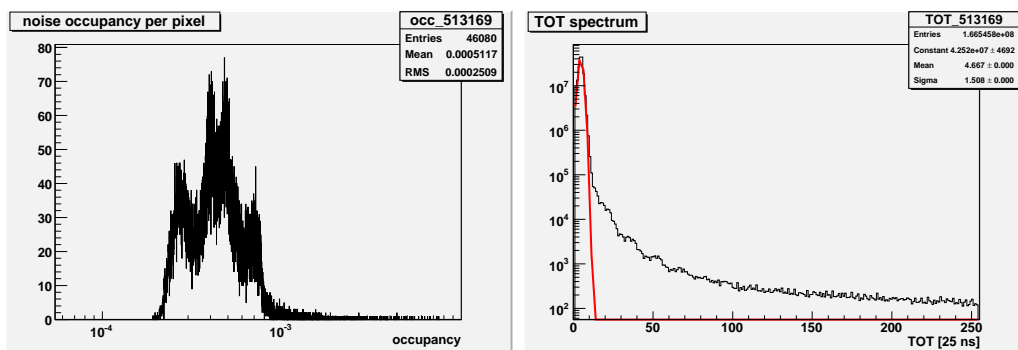 noise occupancy per pixel
occ_513169
Entries 46080
Mean 0.0005117
RMS 0.0002509
80
70
60
50
40
30
20
10
0
10-4
10-3
occupancy
TOT spectrum
TOT_513169
Entries 1.665458e+08
Constant 4.252e+07 ± 4692
Mean 4.667 ± 0.000
Sigma 1.508 ± 0.000
107
106
105
104
103
102
0 50 100 150 200 250
TOT [25 ns]